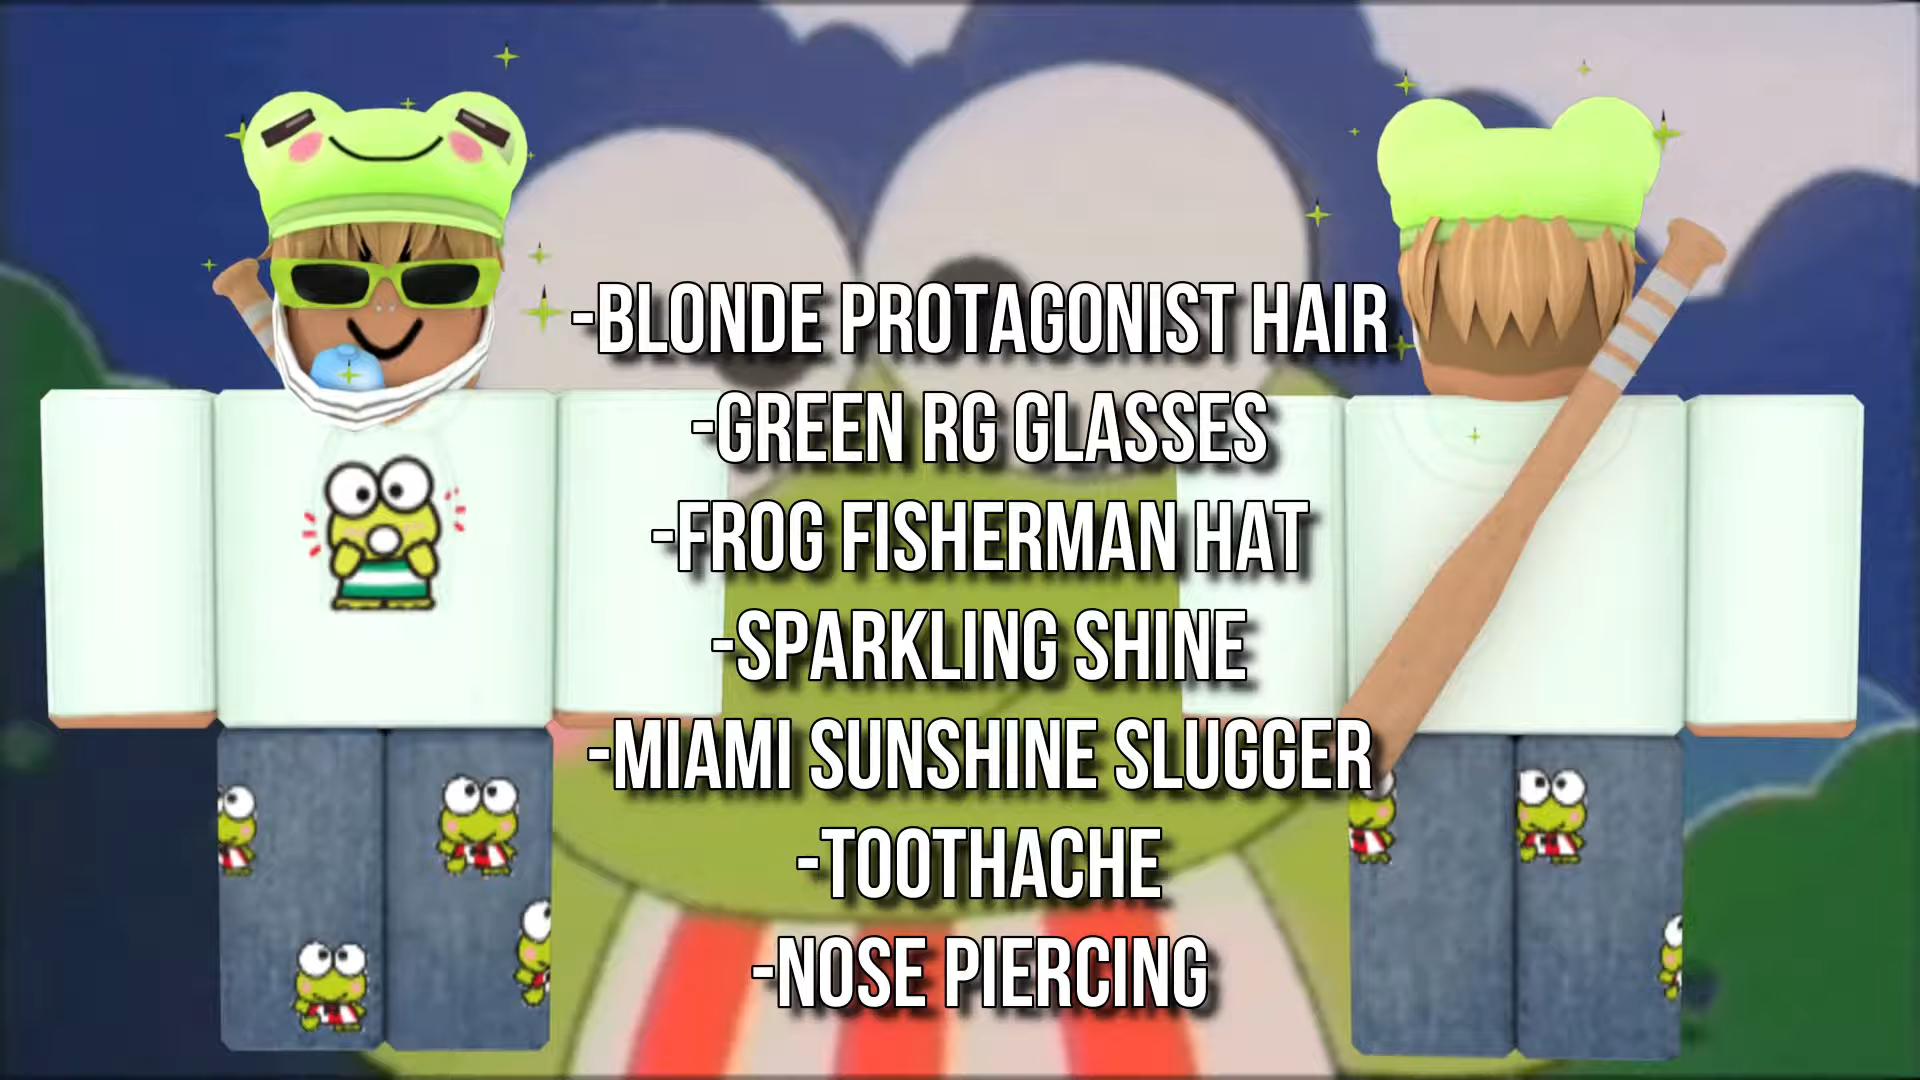 -BLONDE PROTAGONIST HAIR
-GREEN RG GLASSES
-FROG FISHERMAN HAT
-SPARKLING SHINE
-MIAMI SUNSHINE SLUGGER
-TOOTHACHE
-NOSE PIERCING